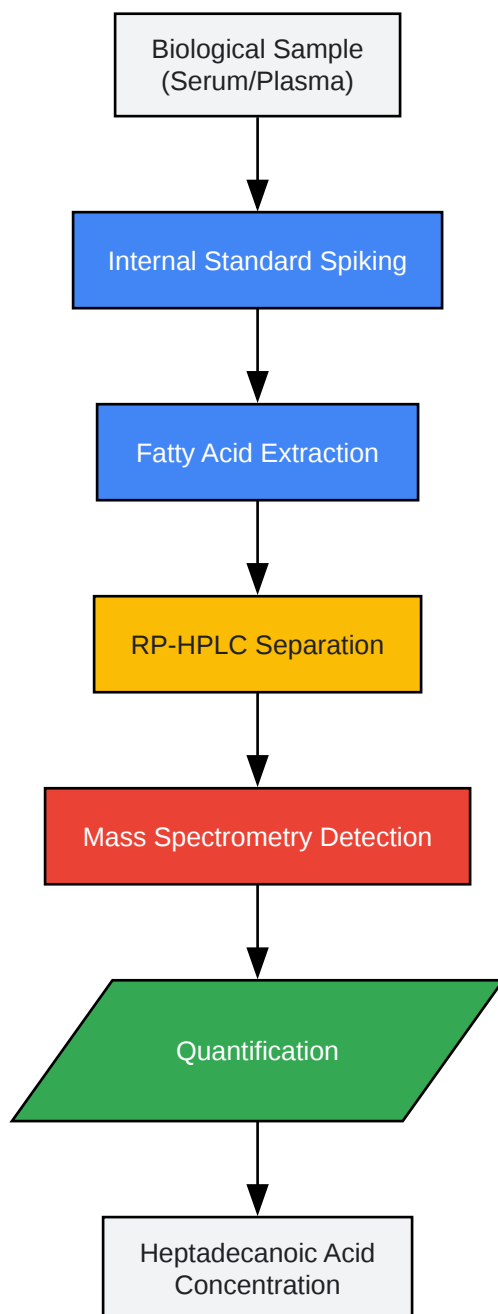 Biological Sample
(Serum/Plasma)
Internal Standard Spiking
Fatty Acid Extraction
RP-HPLC Separation
Mass Spectrometry Detection
Quantification
Heptadecanoic Acid
Concentration